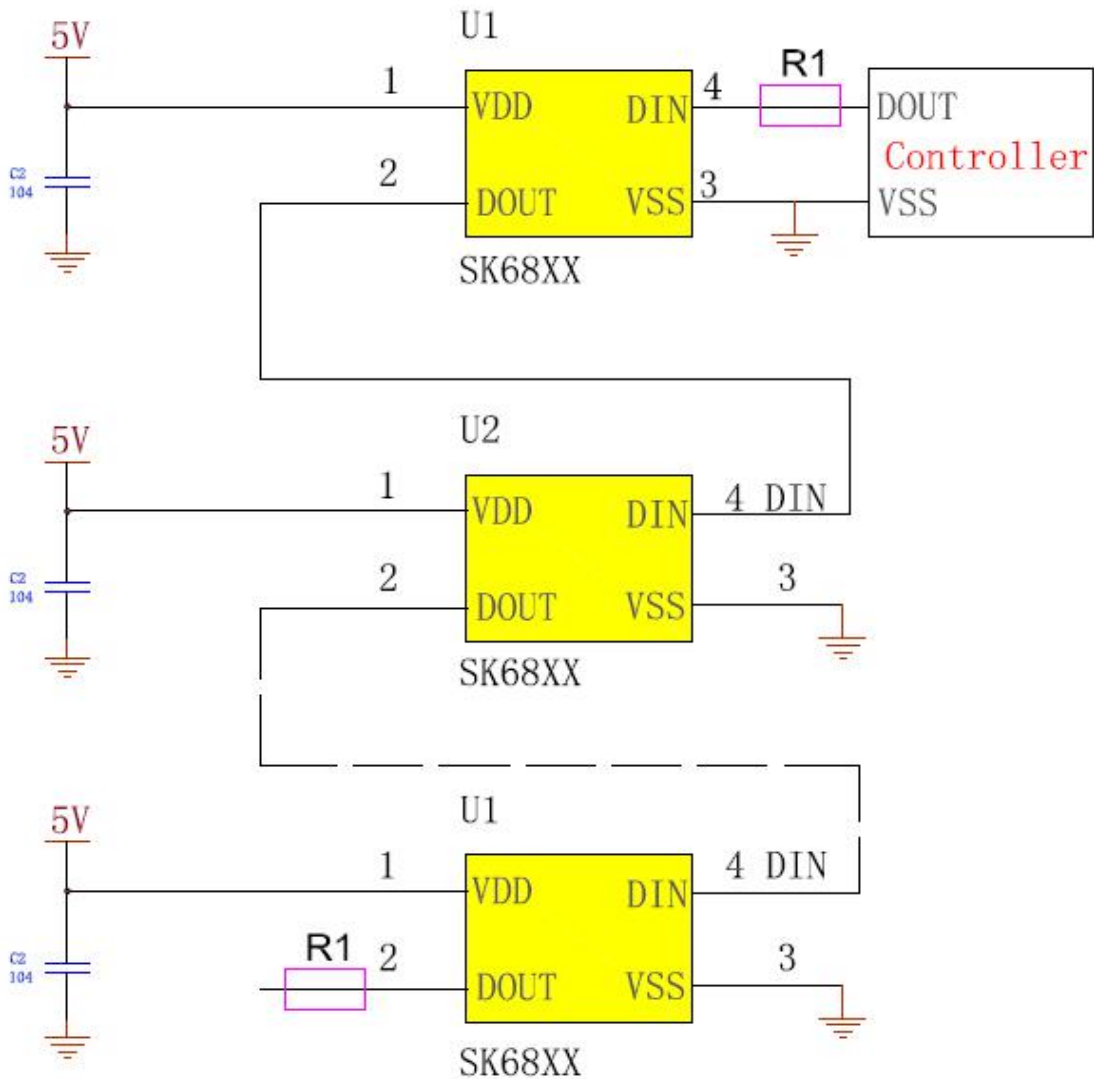 U1
5V
1
VDD
DIN
4
R1
DOUT
Controller
C2
104
2
DOUT
VSS
3
VSS
SK68XX
U2
5V
1
VDD
DIN
4 DIN
C2
104
2
DOUT
VSS
3
SK68XX
U1
5V
1
VDD
DIN
4 DIN
C2
104
R1
2
DOUT
VSS
3
SK68XX